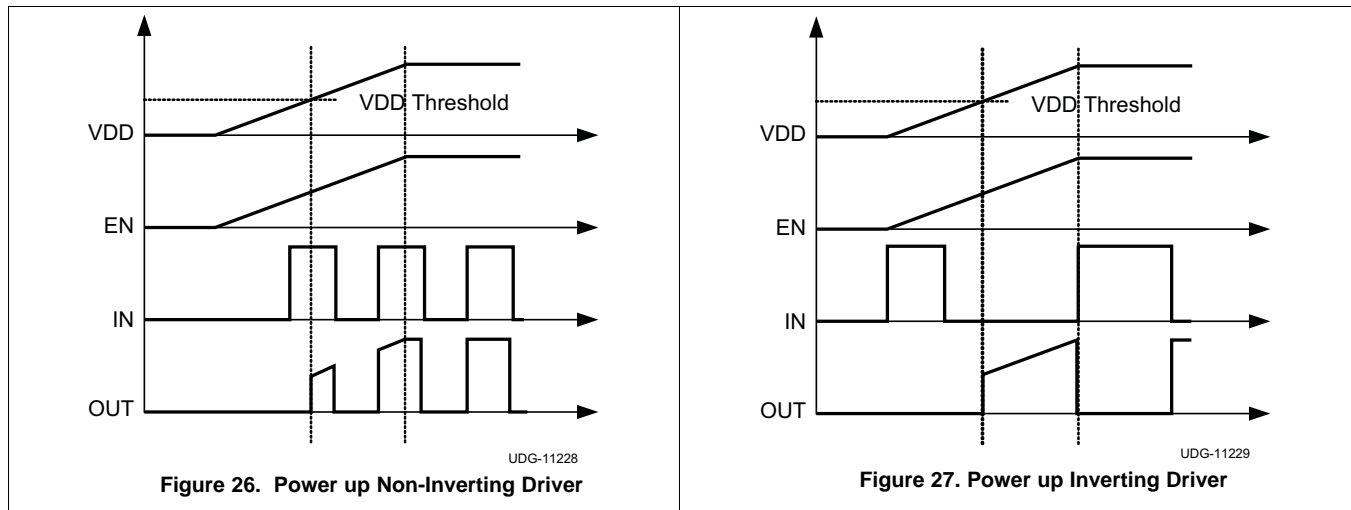 VDD Threshold
VDD
EN
IN
OUT
UDG-11228
Figure 26. Power up Non-Inverting Driver
VDD Threshold
VDD
EN
IN
OUT
UDG-11229
Figure 27. Power up Inverting Driver